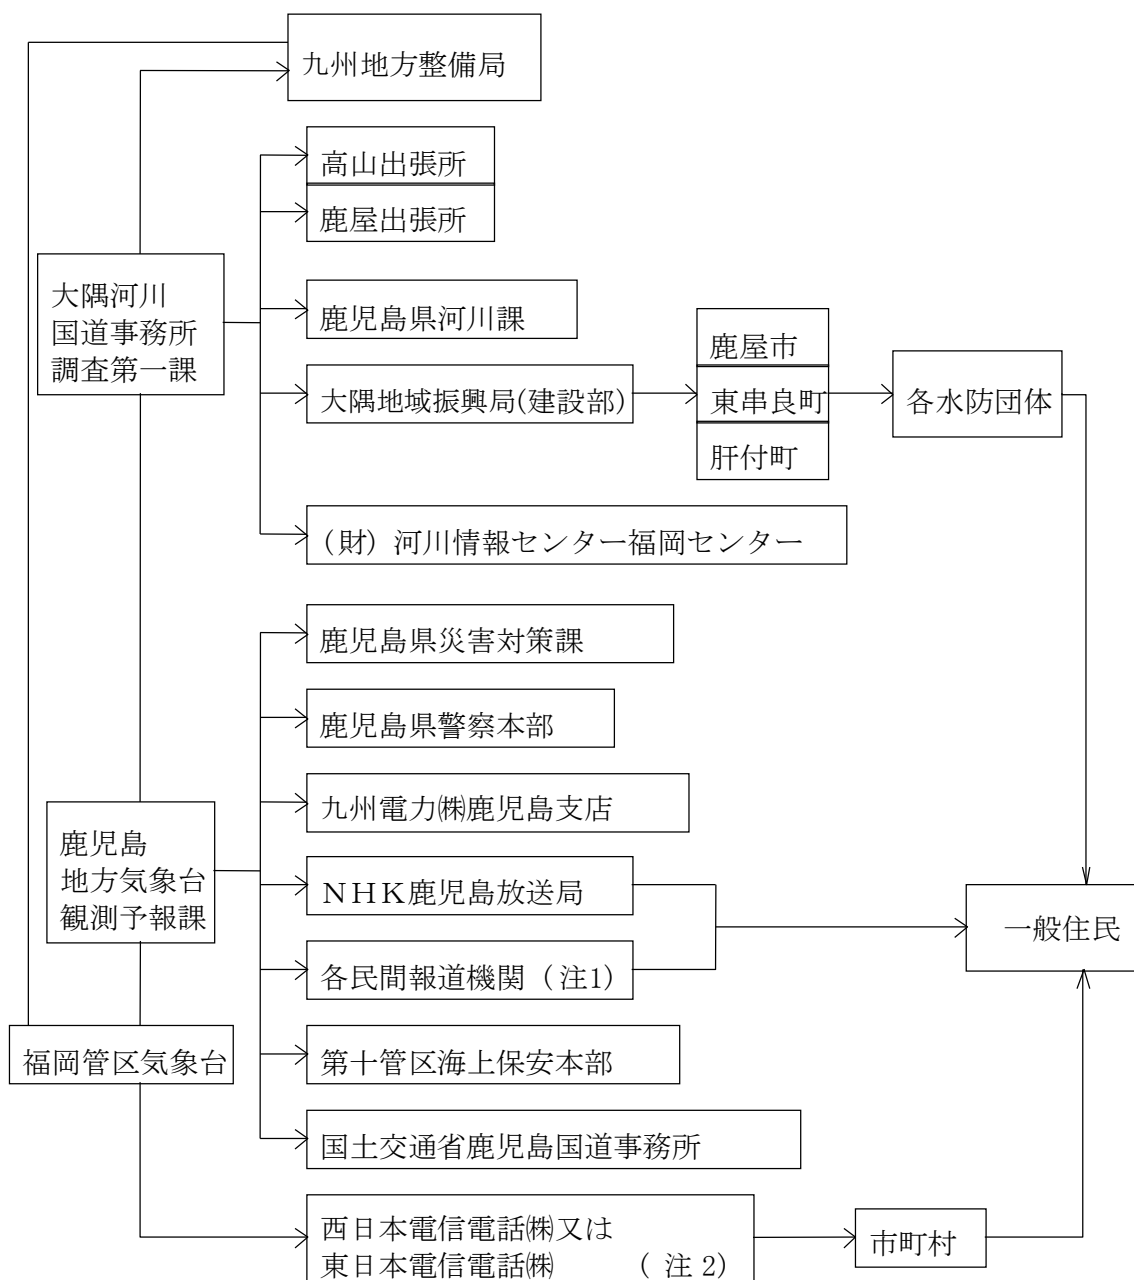 九州地方整備局
高山出張所
鹿屋出張所
大隅河川
国道事務所
調査第一課
鹿児島県河川課
大隅地域振興局(建設部)
鹿屋市
東串良町
肝付町
各水防団体
（財）河川情報センター福岡センター
鹿児島県災害対策課
鹿児島県警察本部
九州電力㈱鹿児島支店
鹿児島
地方気象台
観測予報課
ＮＨＫ鹿児島放送局
各民間報道機関（注1）
一般住民
福岡管区気象台
第十管区海上保安本部
国土交通省鹿児島国道事務所
西日本電信電話㈱又は
東日本電信電話㈱　　（ 注 2）
市町村